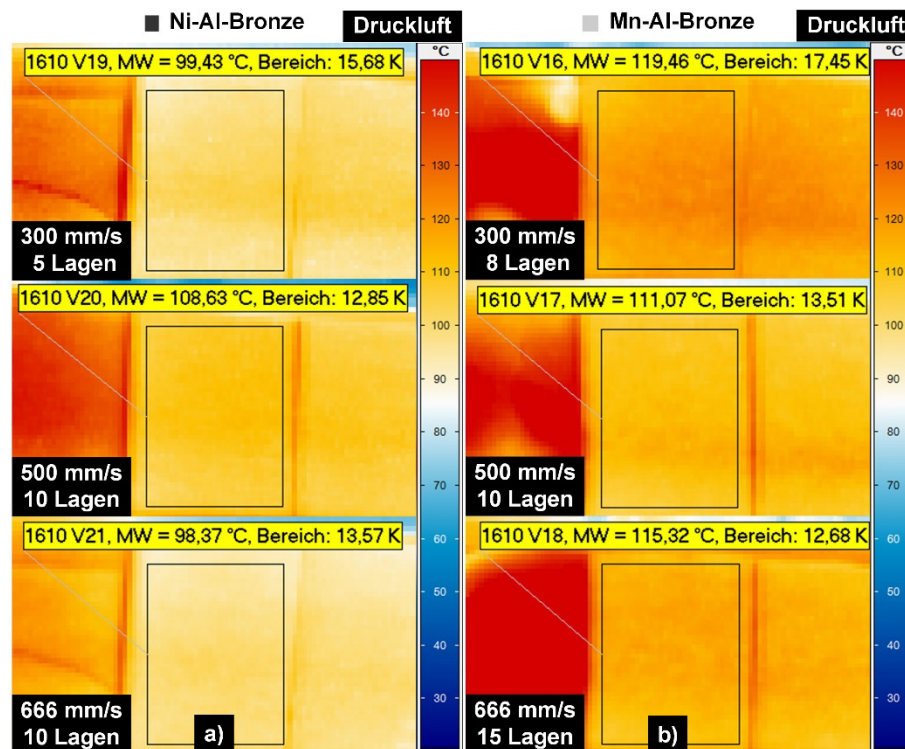 Ni-Al-Bronze
Druckluft
1610 V19, MW = 99,43 °C, Bereich: 15,68 K
300 mm/s
5 Lagen
1610 V20, MW = 108,63 °C, Bereich: 12,85 K
500 mm/s
10 Lagen
1610 V21, MW = 98,37 °C, Bereich: 13,57 K
666 mm/s
10 Lagen
a)
°C
140
130
120
110
100
90
80
70
60
50
40
30
Mn-Al-Bronze
Druckluft
1610 V16, MW = 119,46 °C, Bereich: 17,45 K
300 mm/s
8 Lagen
1610 V17, MW = 111,07 °C, Bereich: 13,51 K
500 mm/s
10 Lagen
1610 V18, MW = 115,32 °C, Bereich: 12,68 K
666 mm/s
15 Lagen
b)
°C
140
130
120
110
100
90
80
70
60
50
40
30